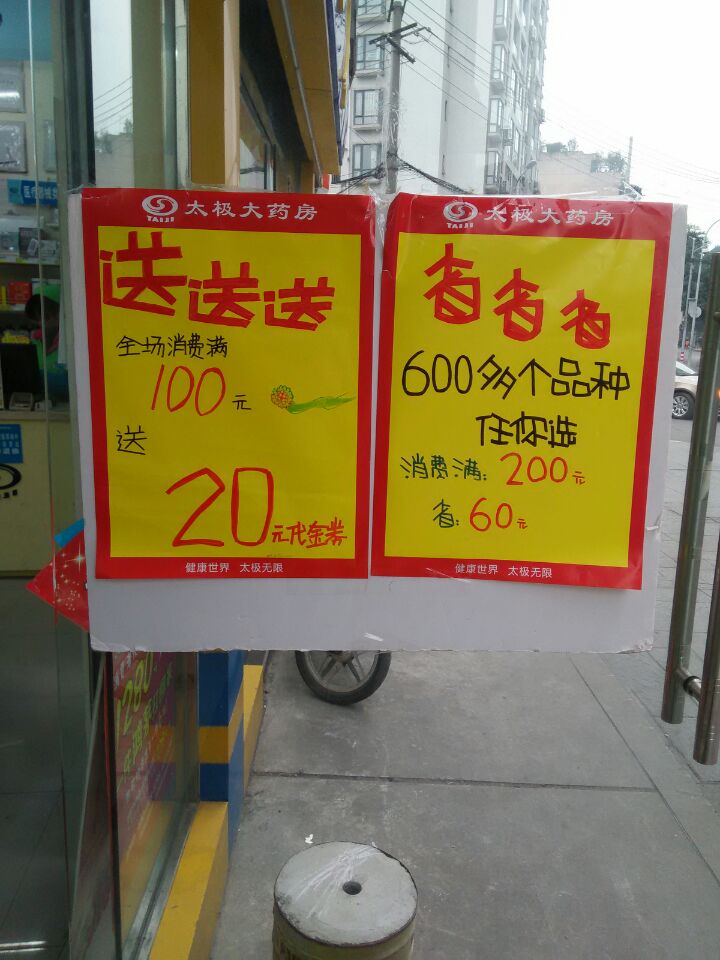 TAIJI 太极大药房
送送送
全场消费满
100元
送
20元代金券
健康世界 太极无限
TAIJI 太极大药房
省省省
600多个品种
任你选
消费满:200元
省:60元
健康世界 太极无限
TAIJI